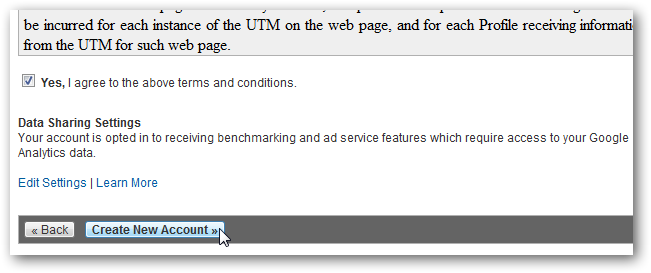 be incurred for each instance of the UTM on the web page, and for each Profile receiving
from the UTM for such web page.
Yes, I agree to the above terms and conditions.
Data Sharing Settings
Your account is opted in to receiving benchmarking and ad service features which require access to your Google
Analytics data.
Edit Settings | Learn More
« Back Create New Account »